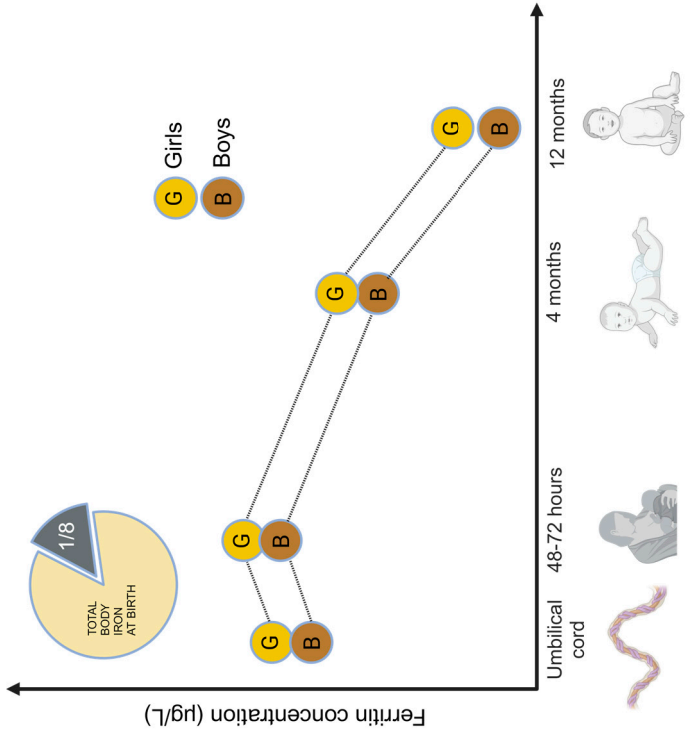 TOTAL
BODY
IRON
AT BIRTH
1/8
G Girls
B Boys
Ferritin concentration (µg/L)
G
B
G
B
G
B
G
B
Umbilical
cord
48-72 hours
4 months
12 months